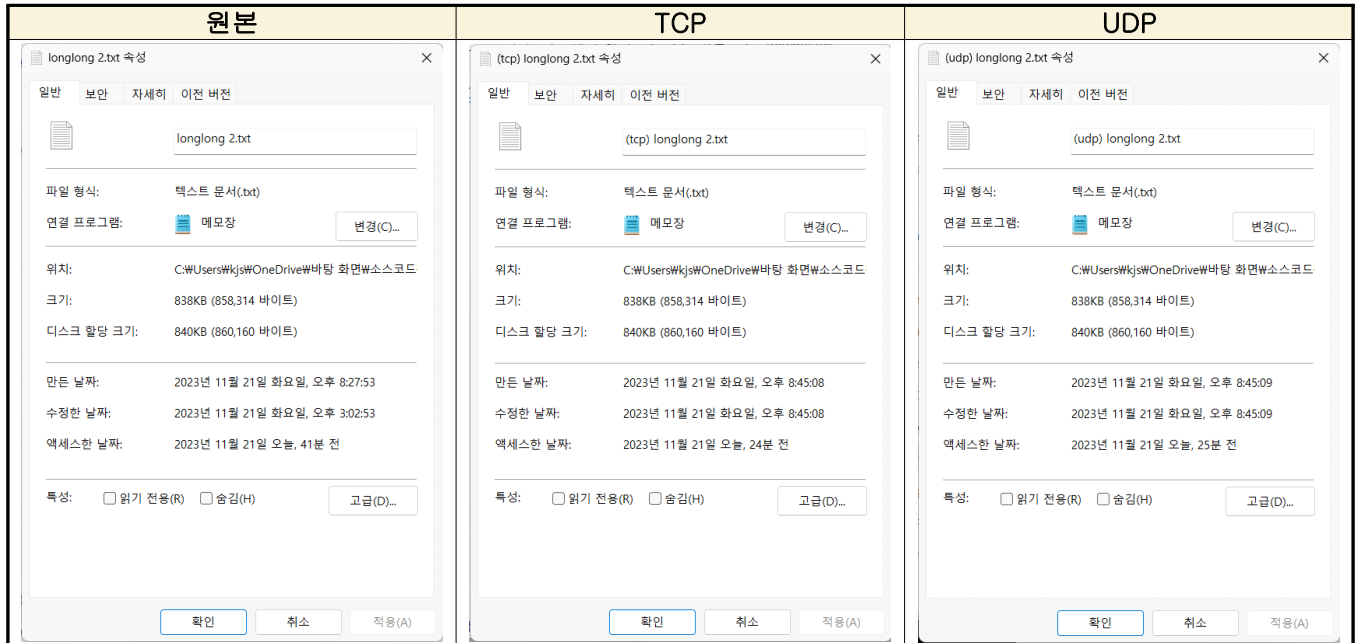 원본
TCP
UDP
longlong 2.txt 속성
일반 보안 자세히 이전 버전
longlong 2.txt
파일 형식: 텍스트 문서(.txt)
연결 프로그램: 메모장 변경(C)...
위치: C:₩Users₩kjs₩OneDrive₩바탕 화면₩소스코드
크기: 838KB (858,314 바이트)
디스크 할당 크기: 840KB (860,160 바이트)
만든 날짜: 2023년 11월 21일 화요일, 오후 8:27:53
수정한 날짜: 2023년 11월 21일 화요일, 오후 3:02:53
액세스한 날짜: 2023년 11월 21일 오늘, 41분 전
특성: 읽기 전용(R) 숨김(H) 고급(D)...
확인 취소 적용(A)
(tcp) longlong 2.txt 속성
일반 보안 자세히 이전 버전
(tcp) longlong 2.txt
파일 형식: 텍스트 문서(.txt)
연결 프로그램: 메모장 변경(C)...
위치: C:₩Users₩kjs₩OneDrive₩바탕 화면₩소스코드
크기: 838KB (858,314 바이트)
디스크 할당 크기: 840KB (860,160 바이트)
만든 날짜: 2023년 11월 21일 화요일, 오후 8:45:08
수정한 날짜: 2023년 11월 21일 화요일, 오후 8:45:08
액세스한 날짜: 2023년 11월 21일 오늘, 24분 전
특성: 읽기 전용(R) 숨김(H) 고급(D)...
확인 취소 적용(A)
(udp) longlong 2.txt 속성
일반 보안 자세히 이전 버전
(udp) longlong 2.txt
파일 형식: 텍스트 문서(.txt)
연결 프로그램: 메모장 변경(C)...
위치: C:₩Users₩kjs₩OneDrive₩바탕 화면₩소스코드
크기: 838KB (858,314 바이트)
디스크 할당 크기: 840KB (860,160 바이트)
만든 날짜: 2023년 11월 21일 화요일, 오후 8:45:09
수정한 날짜: 2023년 11월 21일 화요일, 오후 8:45:09
액세스한 날짜: 2023년 11월 21일 오늘, 25분 전
특성: 읽기 전용(R) 숨김(H) 고급(D)...
확인 취소 적용(A)